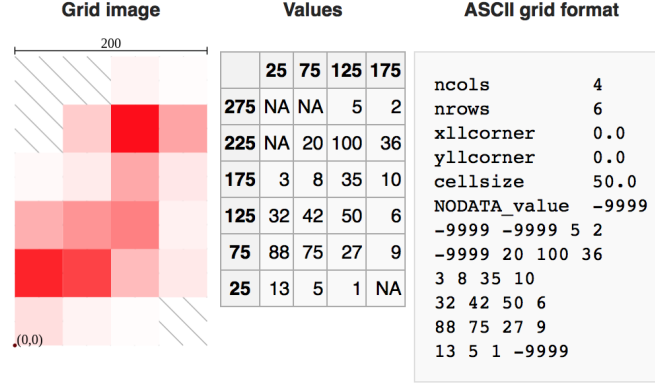 Grid image
200
(0,0)
Values
25 75 125 175
275 NA NA 5 2
225 NA 20 100 36
175 3 8 35 10
125 32 42 50 6
75 88 75 27 9
25 13 5 1 NA
ASCII grid format
ncols 4
nrows 6
xllcorner 0.0
yllcorner 0.0
cellsize 50.0
NODATA_value -9999
-9999 -9999 5 2
-9999 20 100 36
3 8 35 10
32 42 50 6
88 75 27 9
13 5 1 -9999